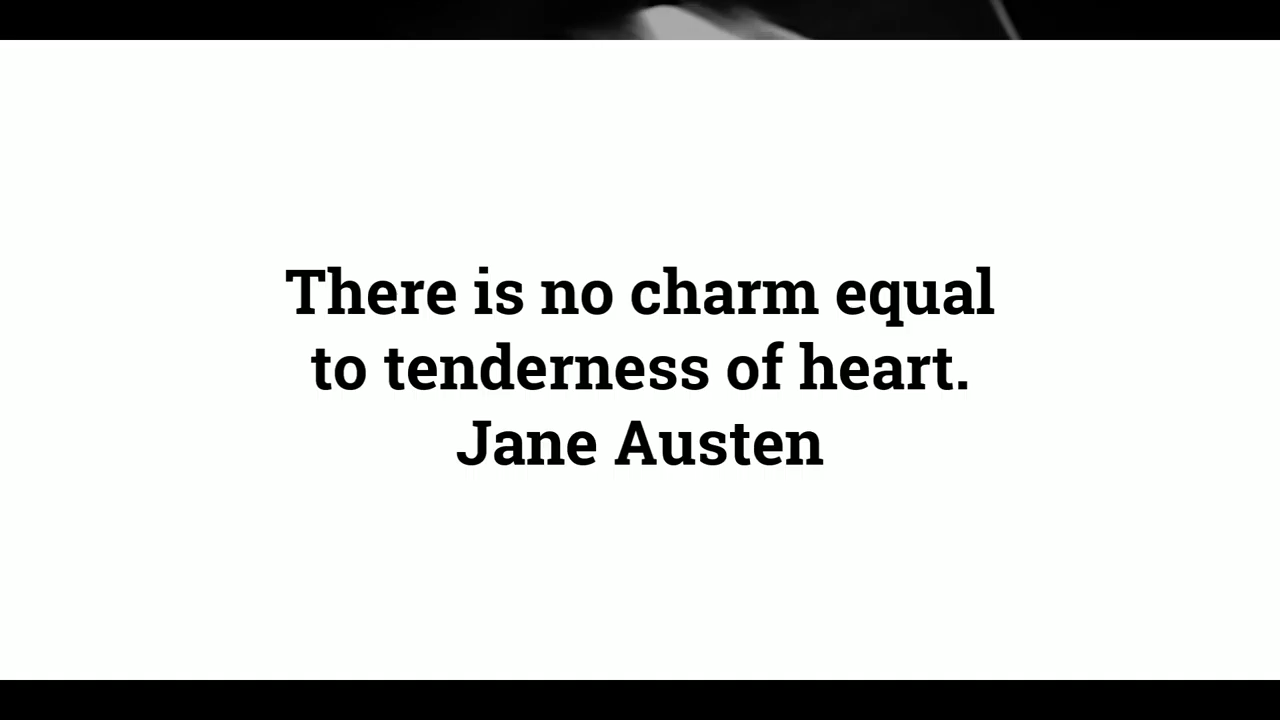 There is no charm equal
to tenderness of heart.
Jane Austen